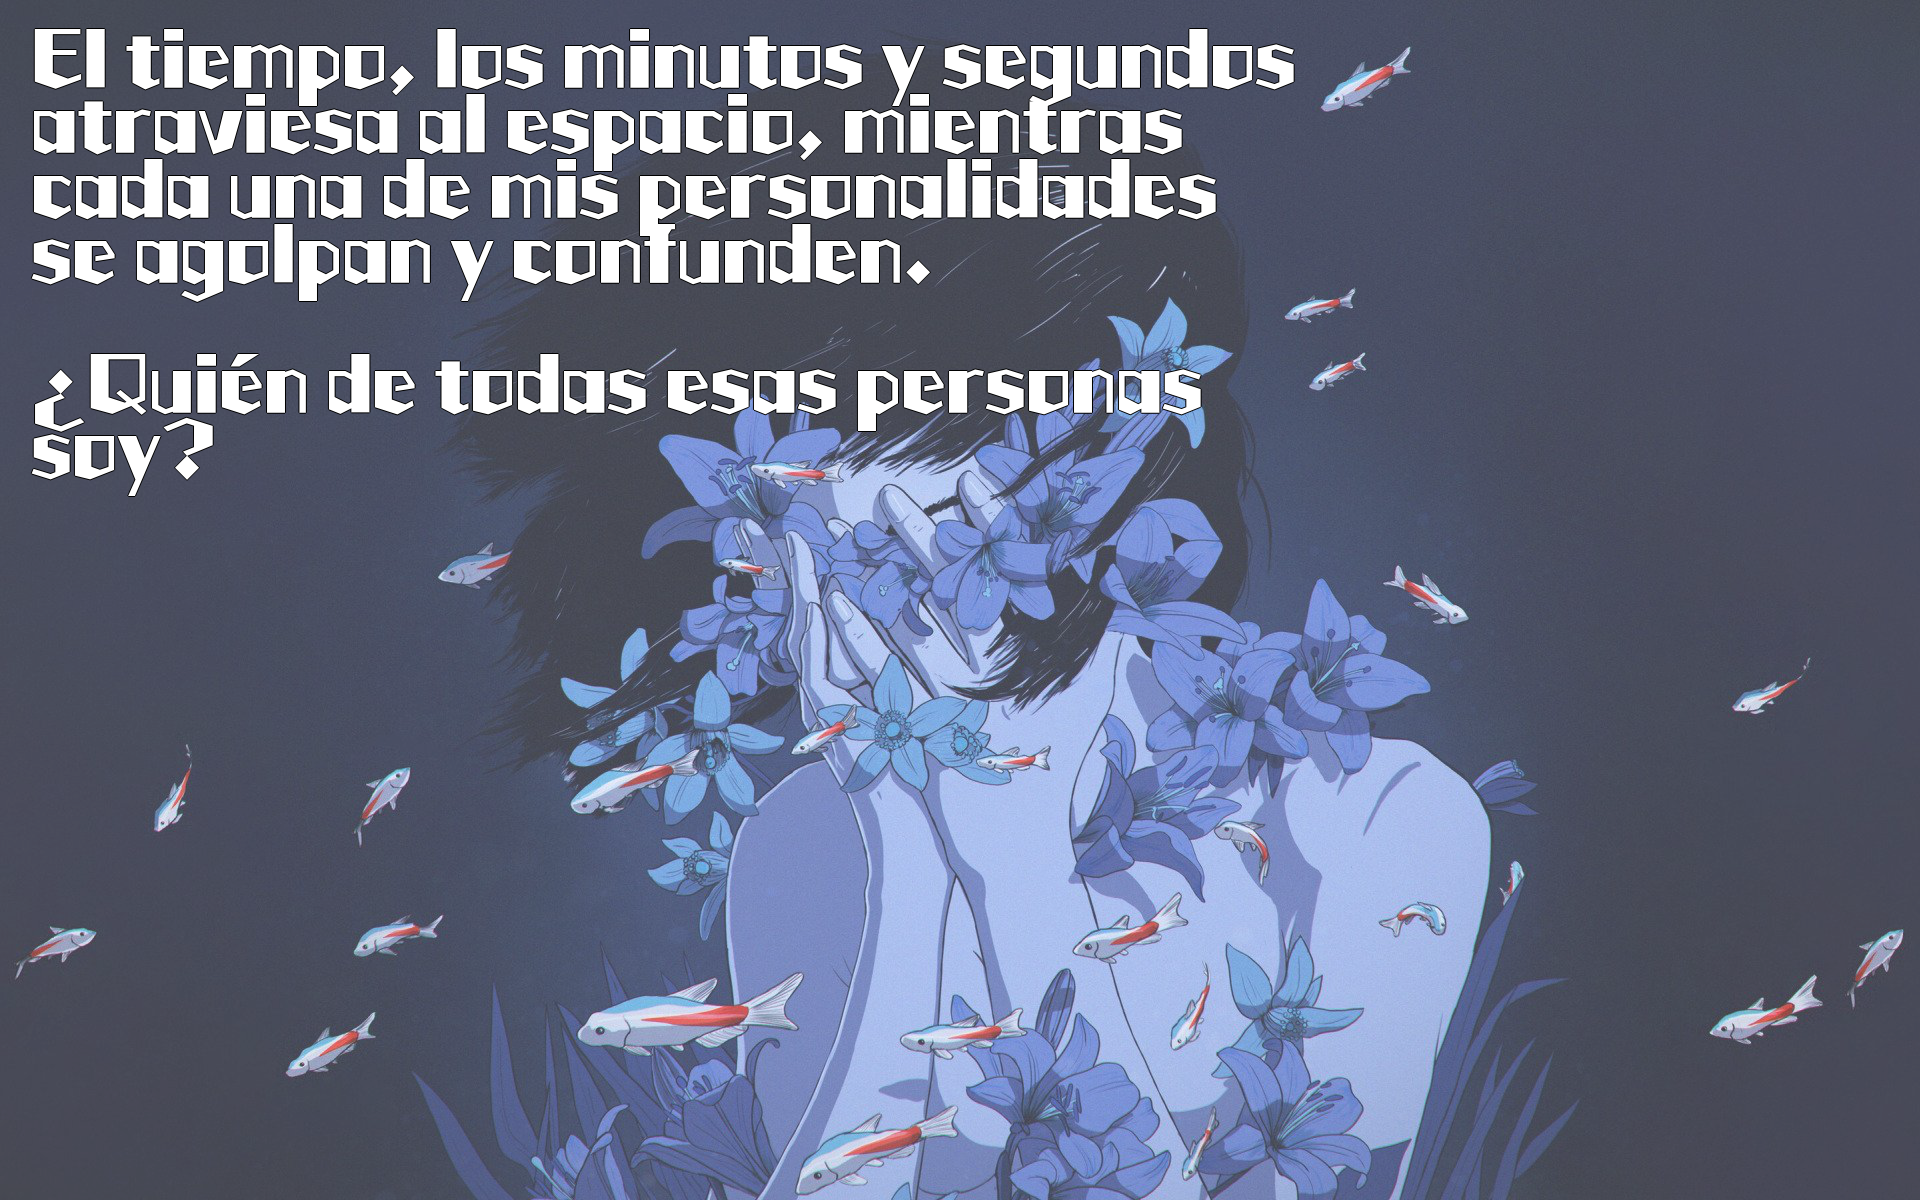 El tiempo, los minutos y segundos
atraviesa al espacio, mientras
cada una de mis personalidades
se agolpan y confunden.
¿Quién de todas esas personas
soy?